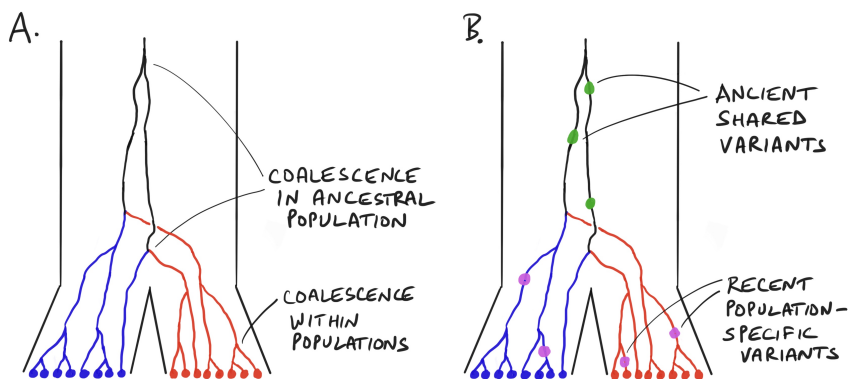 A.
COALESCENCE
IN ANCESTRAL
POPULATION
COALESCENCE
WITHIN
POPULATIONS
B.
ANCIENT
SHARED
VARIANTS
RECENT
POPULATION-
SPECIFIC
VARIANTS